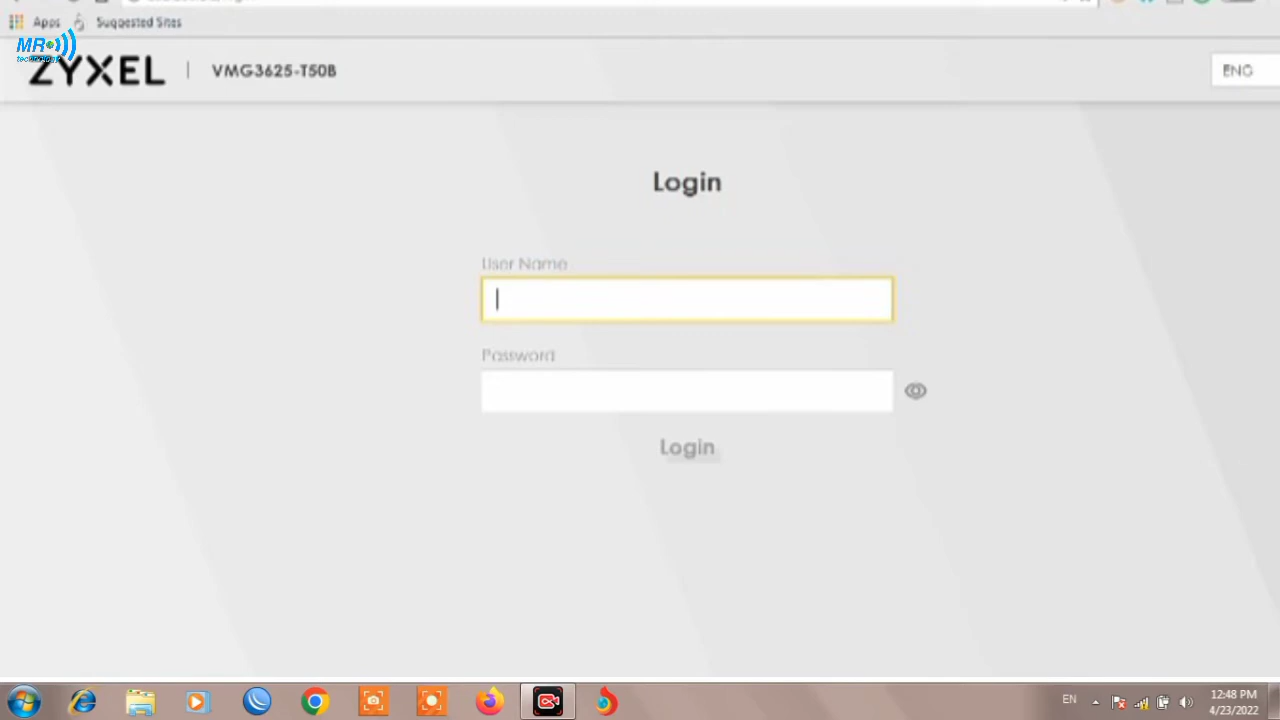 Apps Suggested Sites
MR
technology
ZYXEL | VMG3625-T50B
ENG
Login
User Name
Password
Login
EN
12:48 PM
4/23/2022